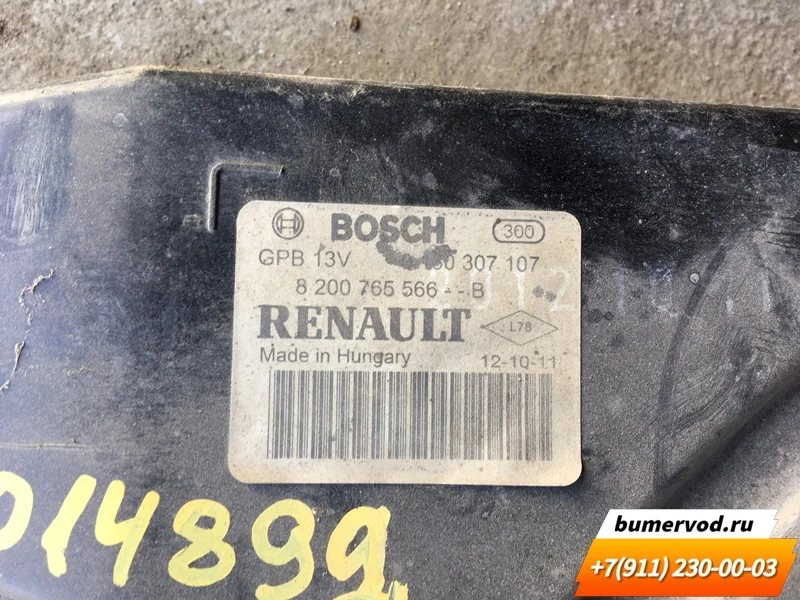 BOSCH 300
GPB 13V 307 107
8 200 765 566 - - B
RENAULT L78
Made in Hungary 12-10-11
014899
bumervod.ru
+7(911) 230-00-03